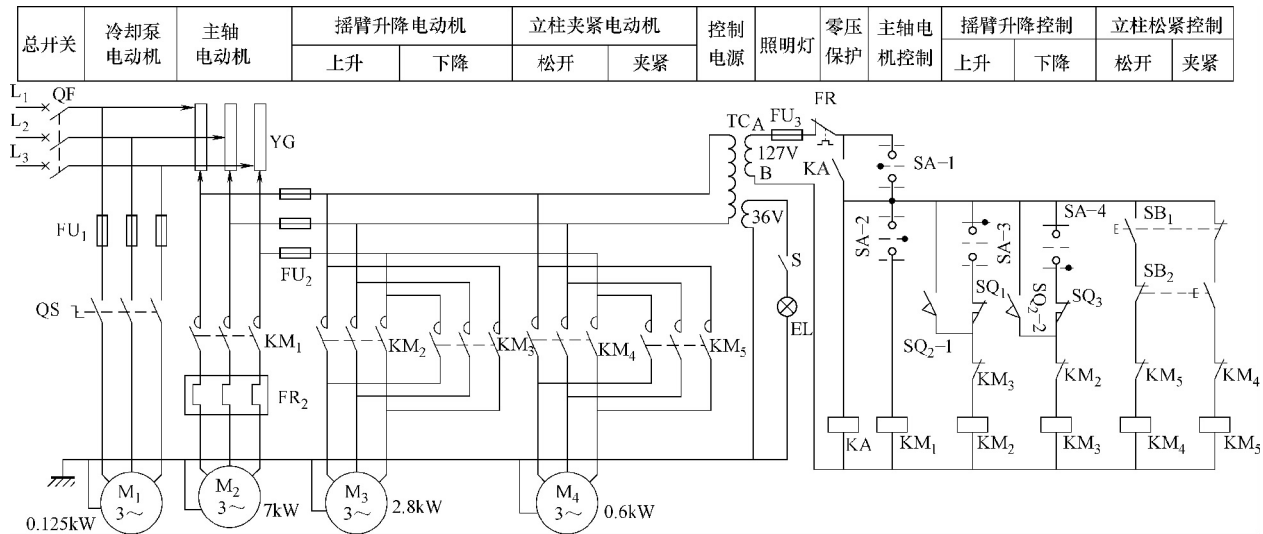 总开关
冷却泵
电动机
主轴
电动机
摇臂升降电动机
上升
下降
立柱夹紧电动机
松开
夹紧
控制
电源
照明灯
零压
保护
主轴电
机控制
摇臂升降控制
上升
下降
立柱松紧控制
松开
夹紧
L₁
QF
L₂
L₃
YG
FU₁
FU₂
QS
KM₁
FR₂
KM₂
KM₃
KM₄
KM₅
TC
A
127V
B
36V
FU₃
FR
KA
SA-1
S
EL
SA-2
SA-3
SA-4
SB₁
SB₂
SQ₁
SQ₂-1
SQ₂-2
SQ₃
KM₃
KM₂
KM₅
KM₄
KA
KM₁
KM₂
KM₃
KM₄
KM₅
M₁
3～
0.125kW
M₂
3～
7kW
M₃
3～
2.8kW
M₄
3～
0.6kW